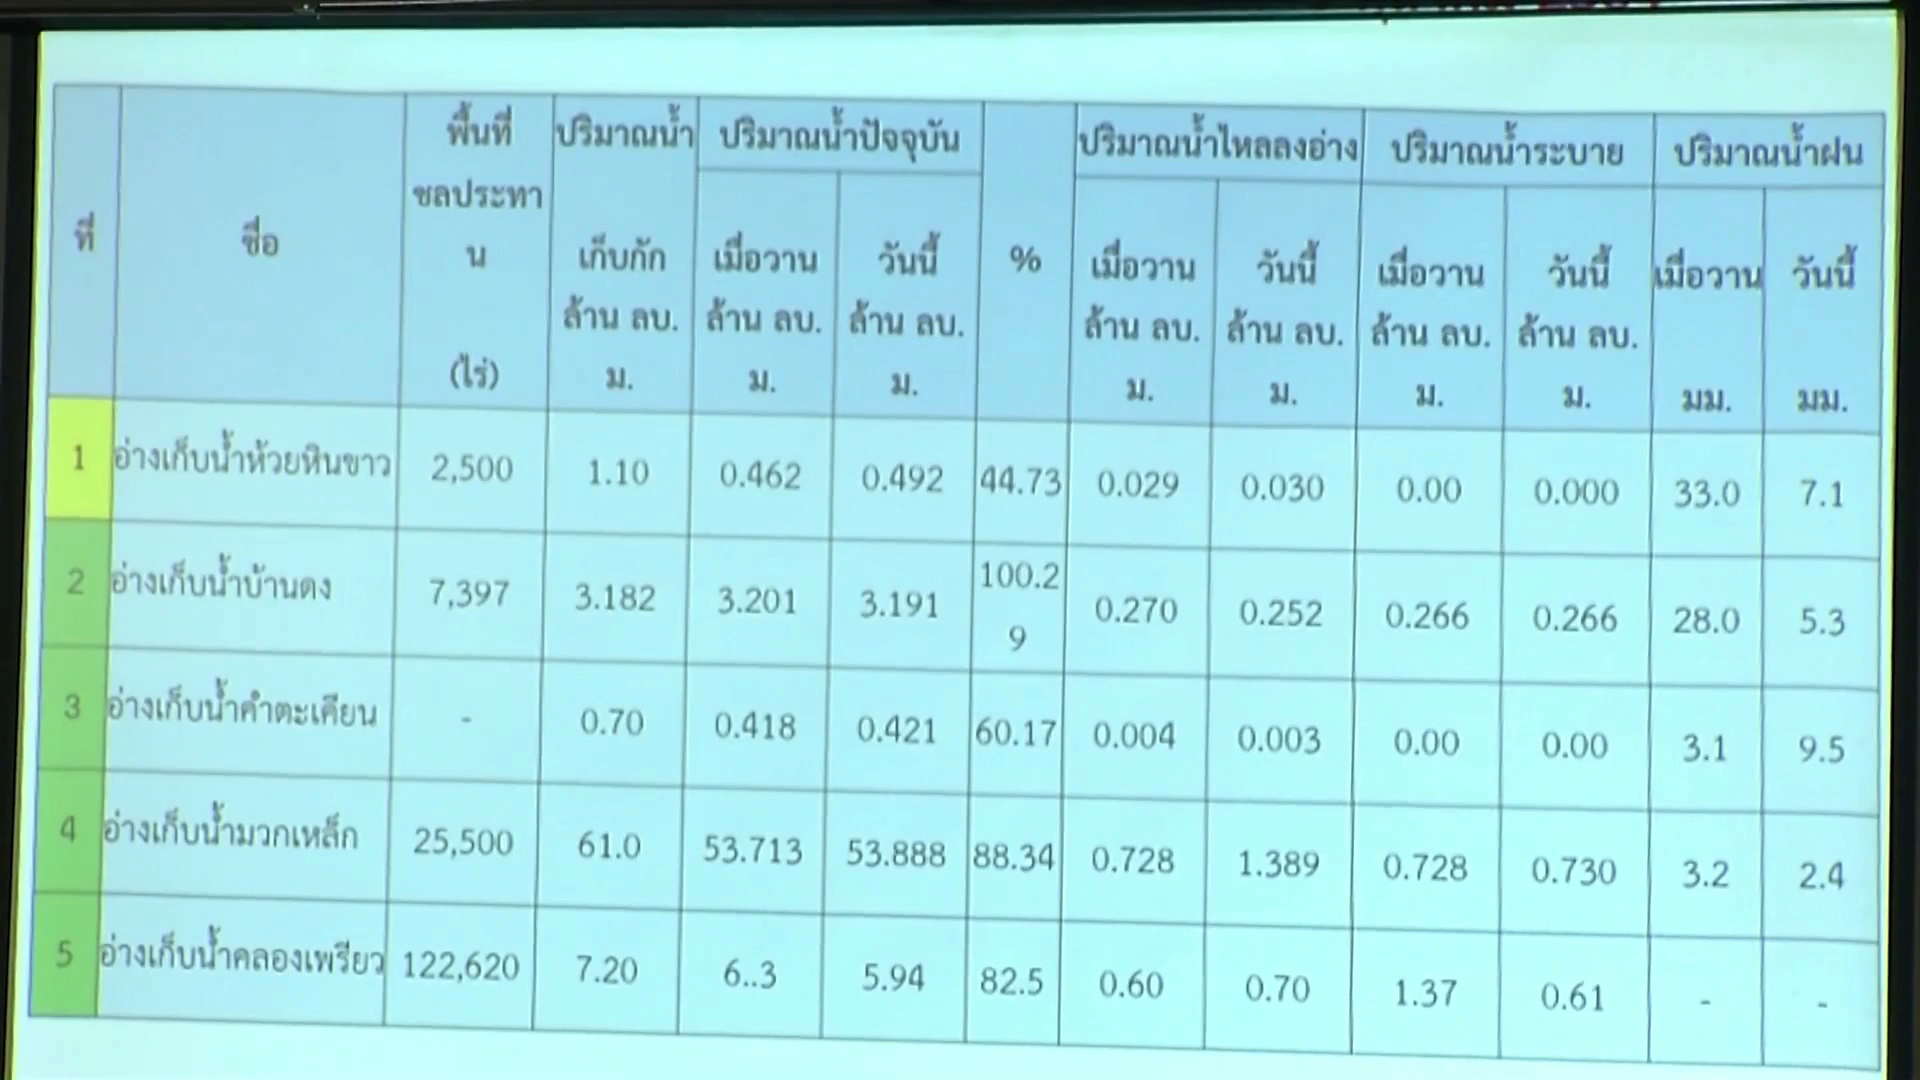 ที่ ชื่อ พื้นที่ชลประทาน (ไร่) ปริมาณน้ำเก็บกัก ล้าน ลบ.ม. ปริมาณน้ำปัจจุบัน % ปริมาณน้ำไหลลงอ่าง ปริมาณน้ำระบาย ปริมาณน้ำฝน
เมื่อวาน ล้าน ลบ.ม. วันนี้ ล้าน ลบ.ม. เมื่อวาน ล้าน ลบ.ม. วันนี้ ล้าน ลบ.ม. เมื่อวาน ล้าน ลบ.ม. วันนี้ ล้าน ลบ.ม. เมื่อวาน มม. วันนี้ มม.
1 อ่างเก็บน้ำห้วยหินขาว 2,500 1.10 0.462 0.492 44.73 0.029 0.030 0.00 0.000 33.0 7.1
2 อ่างเก็บน้ำบ้านดง 7,397 3.182 3.201 3.191 100.29 0.270 0.252 0.266 0.266 28.0 5.3
3 อ่างเก็บน้ำคำตะเคียน - 0.70 0.418 0.421 60.17 0.004 0.003 0.00 0.00 3.1 9.5
4 อ่างเก็บน้ำมวกเหล็ก 25,500 61.0 53.713 53.888 88.34 0.728 1.389 0.728 0.730 3.2 2.4
5 อ่างเก็บน้ำคลองเพรียว 122,620 7.20 6..3 5.94 82.5 0.60 0.70 1.37 0.61 - -